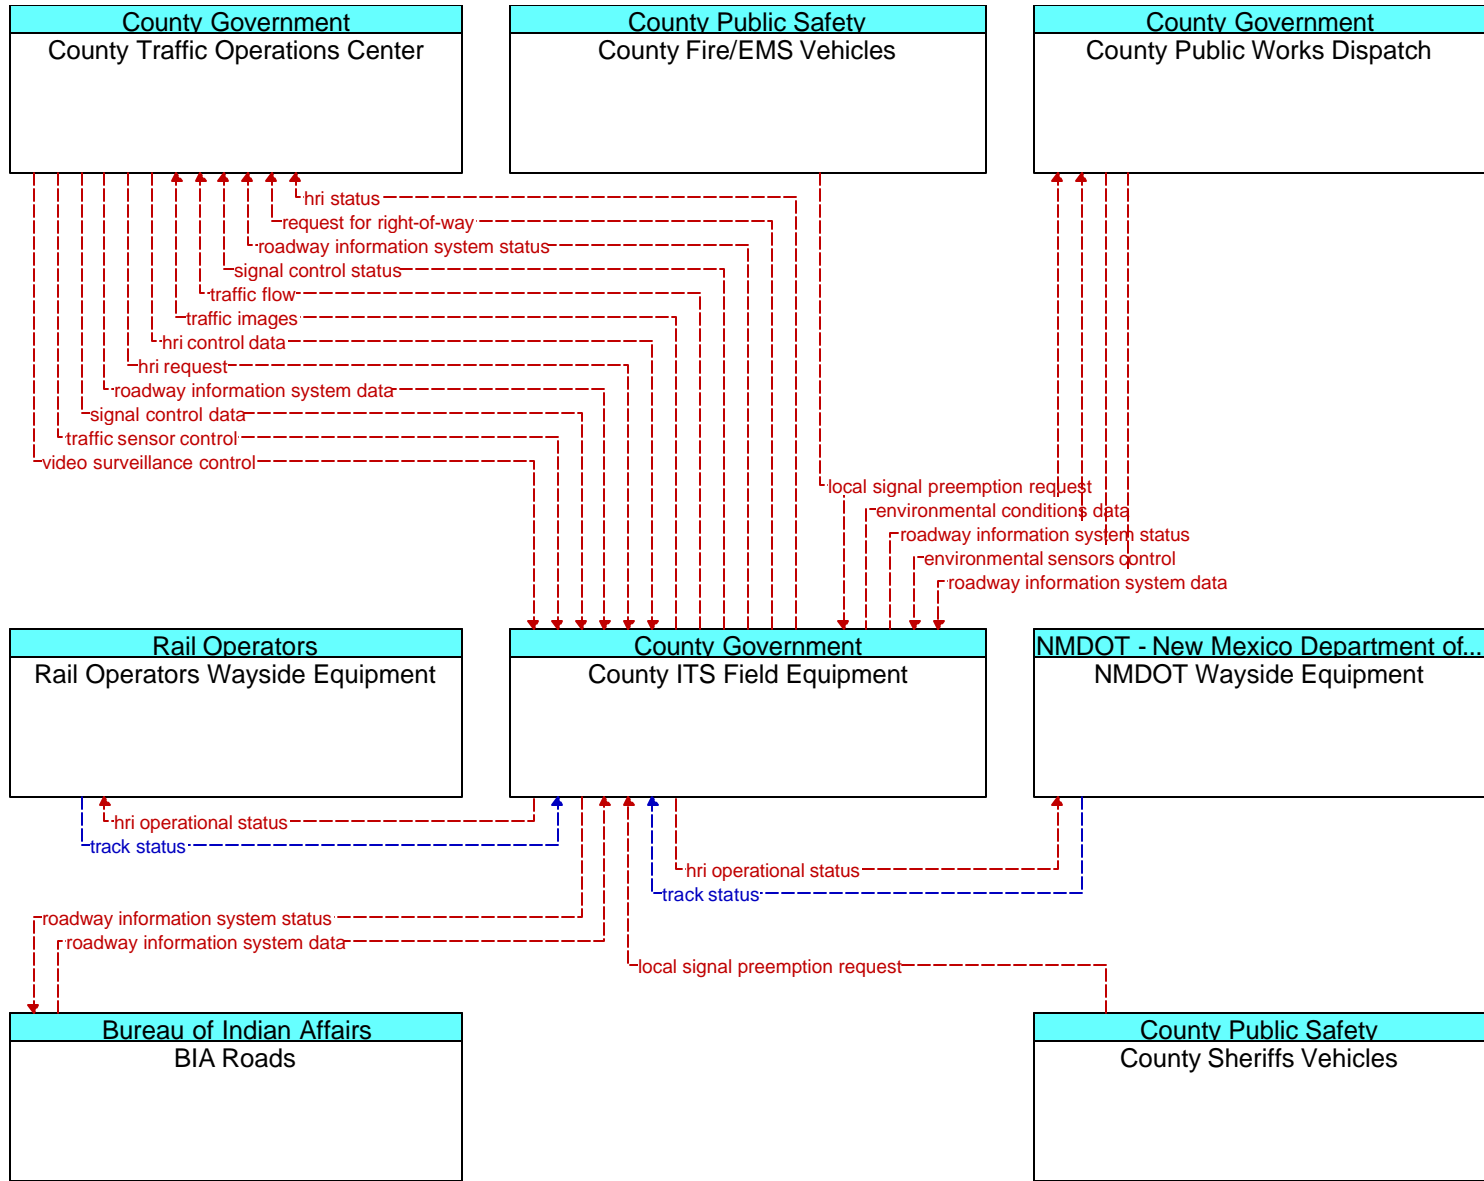 County Government
County Traffic Operations Center
County Public Safety
County Fire/EMS Vehicles
County Government
County Public Works Dispatch
hri status
request for right-of-way
roadway information system status
signal control status
traffic flow
traffic images
hri control data
hri request
roadway information system data
signal control data
traffic sensor control
video surveillance control
local signal preemption request
environmental conditions data
roadway information system status
environmental sensors control
roadway information system data
Rail Operators
Rail Operators Wayside Equipment
County Government
County ITS Field Equipment
NMDOT - New Mexico Department of...
NMDOT Wayside Equipment
hri operational status
track status
hri operational status
track status
roadway information system status
roadway information system data
local signal preemption request
Bureau of Indian Affairs
BIA Roads
County Public Safety
County Sheriffs Vehicles